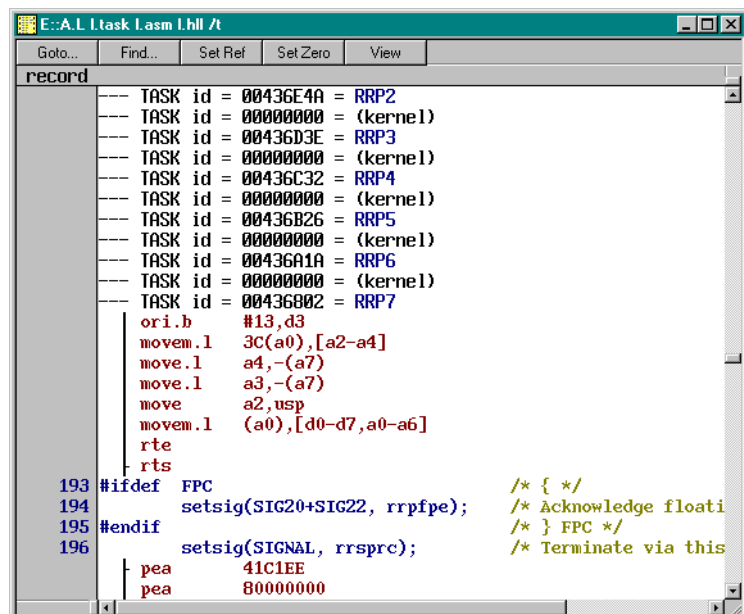 E::A.L l.task l.asm l.hll /t
Goto... Find... Set Ref Set Zero View
record
--- TASK id = 00436E4A = RRP2
--- TASK id = 00000000 = (kernel)
--- TASK id = 00436D3E = RRP3
--- TASK id = 00000000 = (kernel)
--- TASK id = 00436C32 = RRP4
--- TASK id = 00000000 = (kernel)
--- TASK id = 00436B26 = RRP5
--- TASK id = 00000000 = (kernel)
--- TASK id = 00436A1A = RRP6
--- TASK id = 00000000 = (kernel)
--- TASK id = 00436802 = RRP7
ori.b #13,d3
movem.l 3C(a0),[a2-a4]
move.l a4,-(a7)
move.l a3,-(a7)
move a2,usp
movem.l (a0),[d0-d7,a0-a6]
rte
rts
193 #ifdef FPC /* { */
194 setsig(SIG20+SIG22, rrpfpe); /* Acknowledge floati
195 #endif /* } FPC */
196 setsig(SIGNAL, rrsprc); /* Terminate via this
pea 41C1EE
pea 80000000